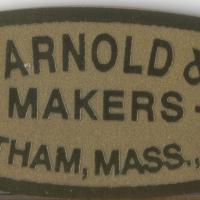 ARNOLD &
MAKERS -
THAM, MASS.,